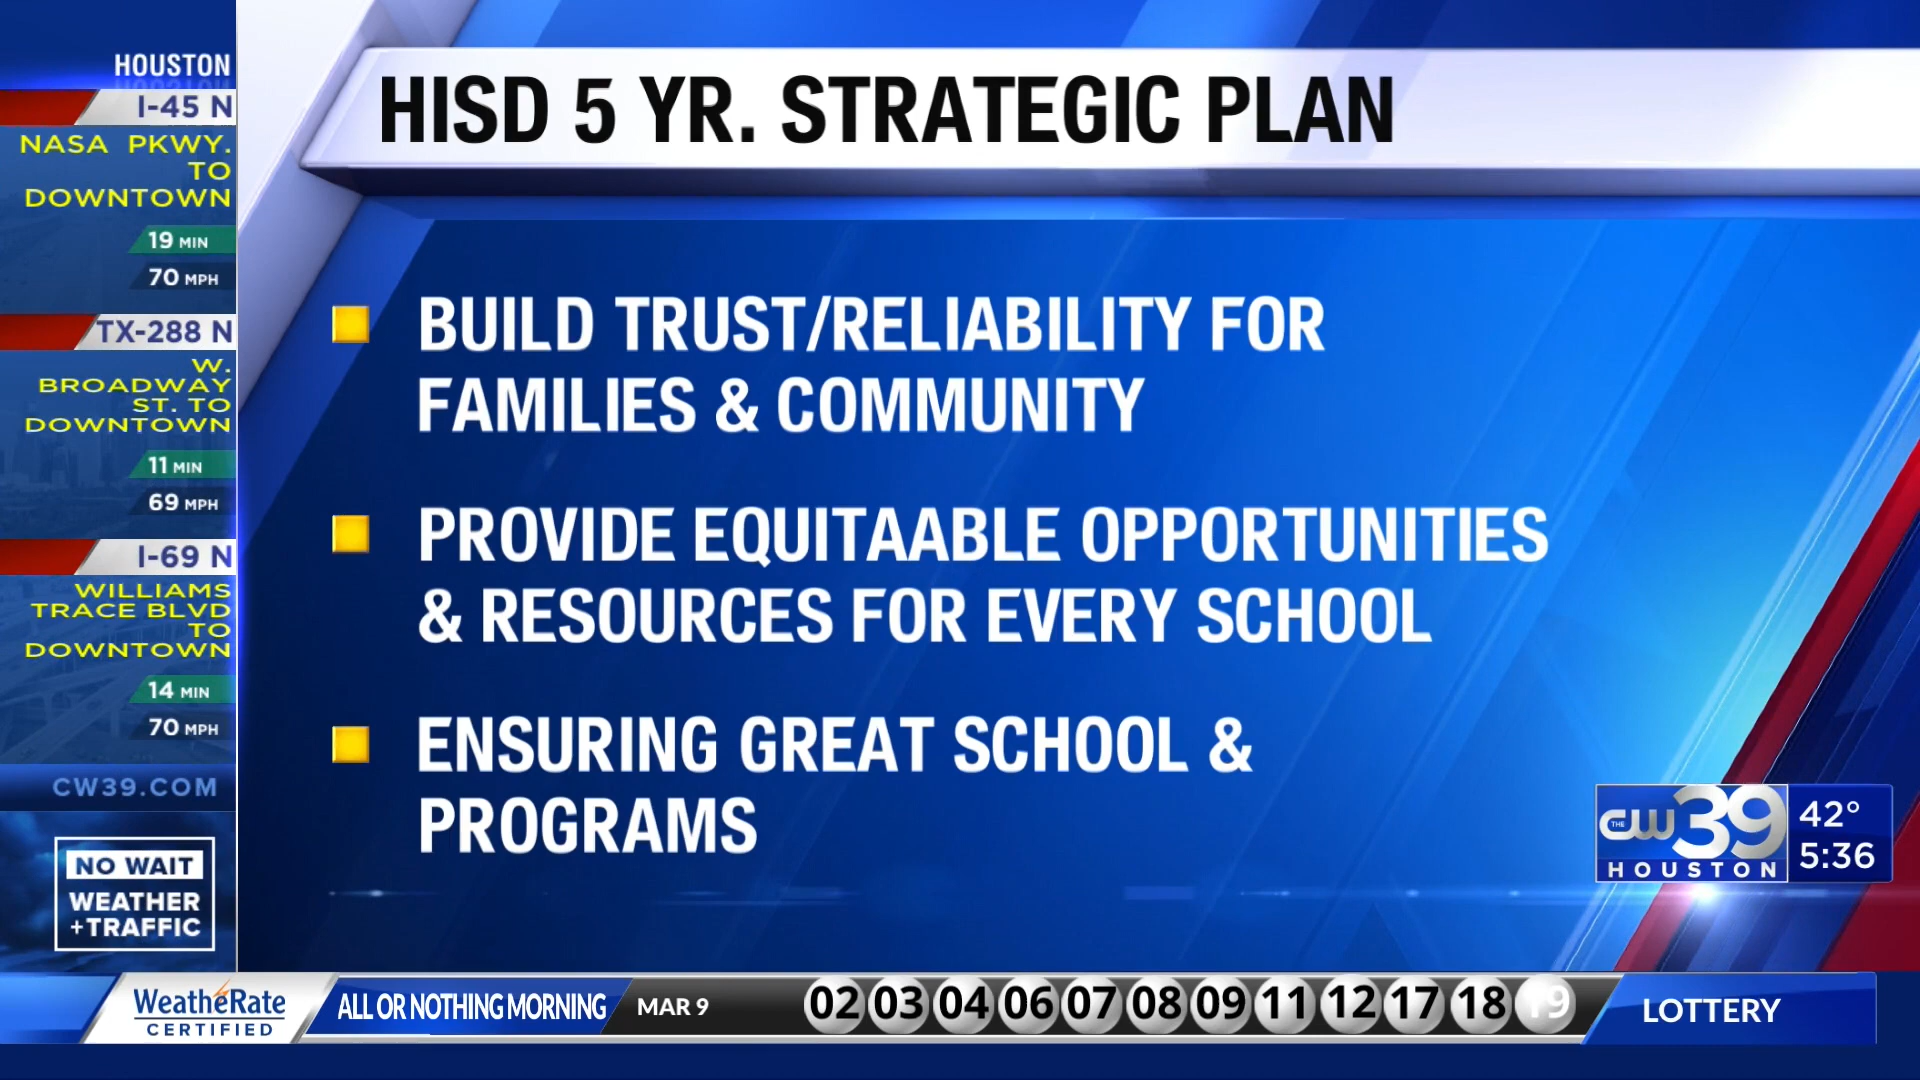 HOUSTON
I-45 N
NASA PKWY.
TO
DOWNTOWN
19 MIN
70 MPH
TX-288 N
W.
BROADWAY
ST. TO
DOWNTOWN
11 MIN
69 MPH
I-69 N
WILLIAMS
TRACE BLVD
TO
DOWNTOWN
14 MIN
70 MPH
CW39.COM
NO WAIT
WEATHER
+TRAFFIC
HISD 5 YR. STRATEGIC PLAN
BUILD TRUST/RELIABILITY FOR
FAMILIES & COMMUNITY
PROVIDE EQUITAABLE OPPORTUNITIES
& RESOURCES FOR EVERY SCHOOL
ENSURING GREAT SCHOOL &
PROGRAMS
THE CW 39
HOUSTON
42°
5:36
WeatheRate
CERTIFIED
ALL OR NOTHING MORNING
MAR 9
02 03 04 06 07 08 09 11 12 17 18 19
LOTTERY